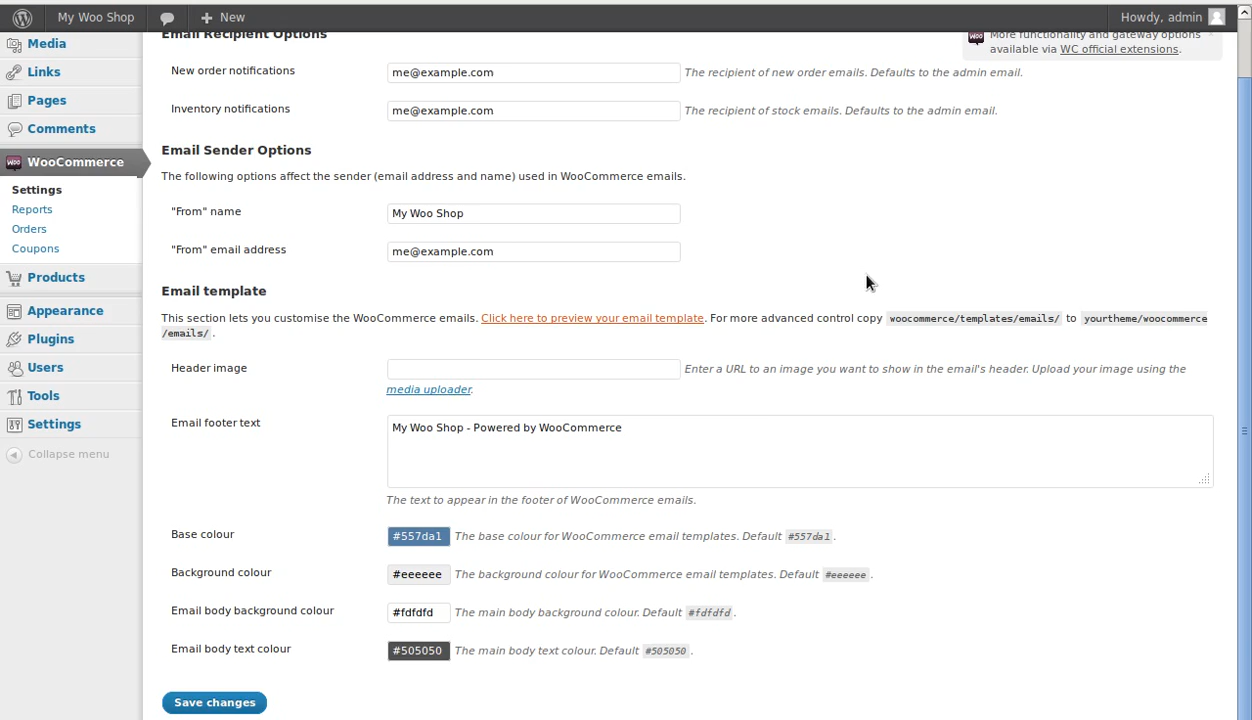 My Woo Shop
New
Howdy, admin
Media
Links
Pages
Comments
WooCommerce
Settings
Reports
Orders
Coupons
Products
Appearance
Plugins
Users
Tools
Settings
Collapse menu
Email Recipient Options
More functionality and gateway options
available via WC official extensions.
New order notifications me@example.com The recipient of new order emails. Defaults to the admin email.
Inventory notifications me@example.com The recipient of stock emails. Defaults to the admin email.
Email Sender Options
The following options affect the sender (email address and name) used in WooCommerce emails.
"From" name My Woo Shop
"From" email address me@example.com
Email template
This section lets you customise the WooCommerce emails. Click here to preview your email template. For more advanced control copy woocommerce/templates/emails/ to yourtheme/woocommerce
/emails/ .
Header image Enter a URL to an image you want to show in the email's header. Upload your image using the
media uploader.
Email footer text My Woo Shop - Powered by WooCommerce
The text to appear in the footer of WooCommerce emails.
Base colour #557da1 The base colour for WooCommerce email templates. Default #557da1 .
Background colour #eeeeee The background colour for WooCommerce email templates. Default #eeeeee .
Email body background colour #fdfdfd The main body background colour. Default #fdfdfd .
Email body text colour #505050 The main body text colour. Default #505050 .
Save changes